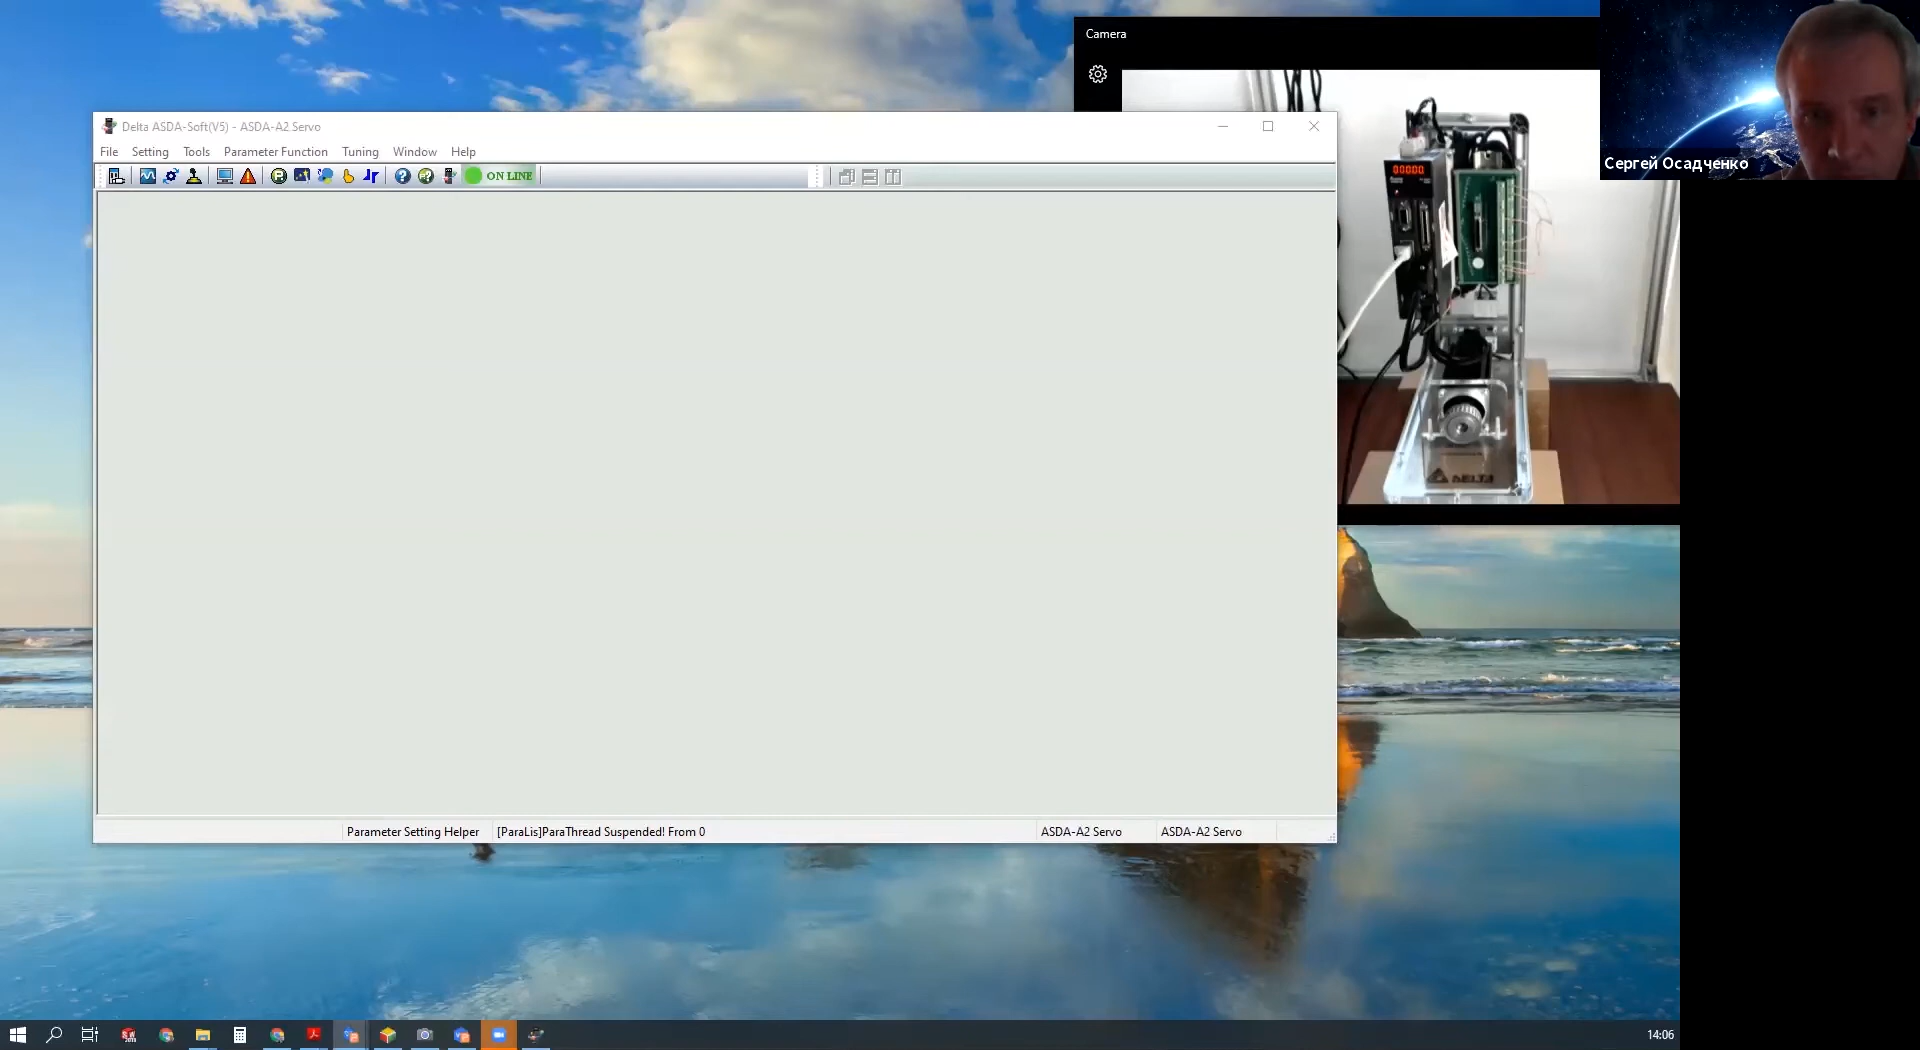 Camera
Сергей Осадченко
Delta ASDA-Soft(V5) - ASDA-A2 Servo
File Setting Tools Parameter Function Tuning Window Help
ON LINE
00000
DELTA
Parameter Setting Helper [ParaLis]ParaThread Suspended! From 0 ASDA-A2 Servo ASDA-A2 Servo
14:06